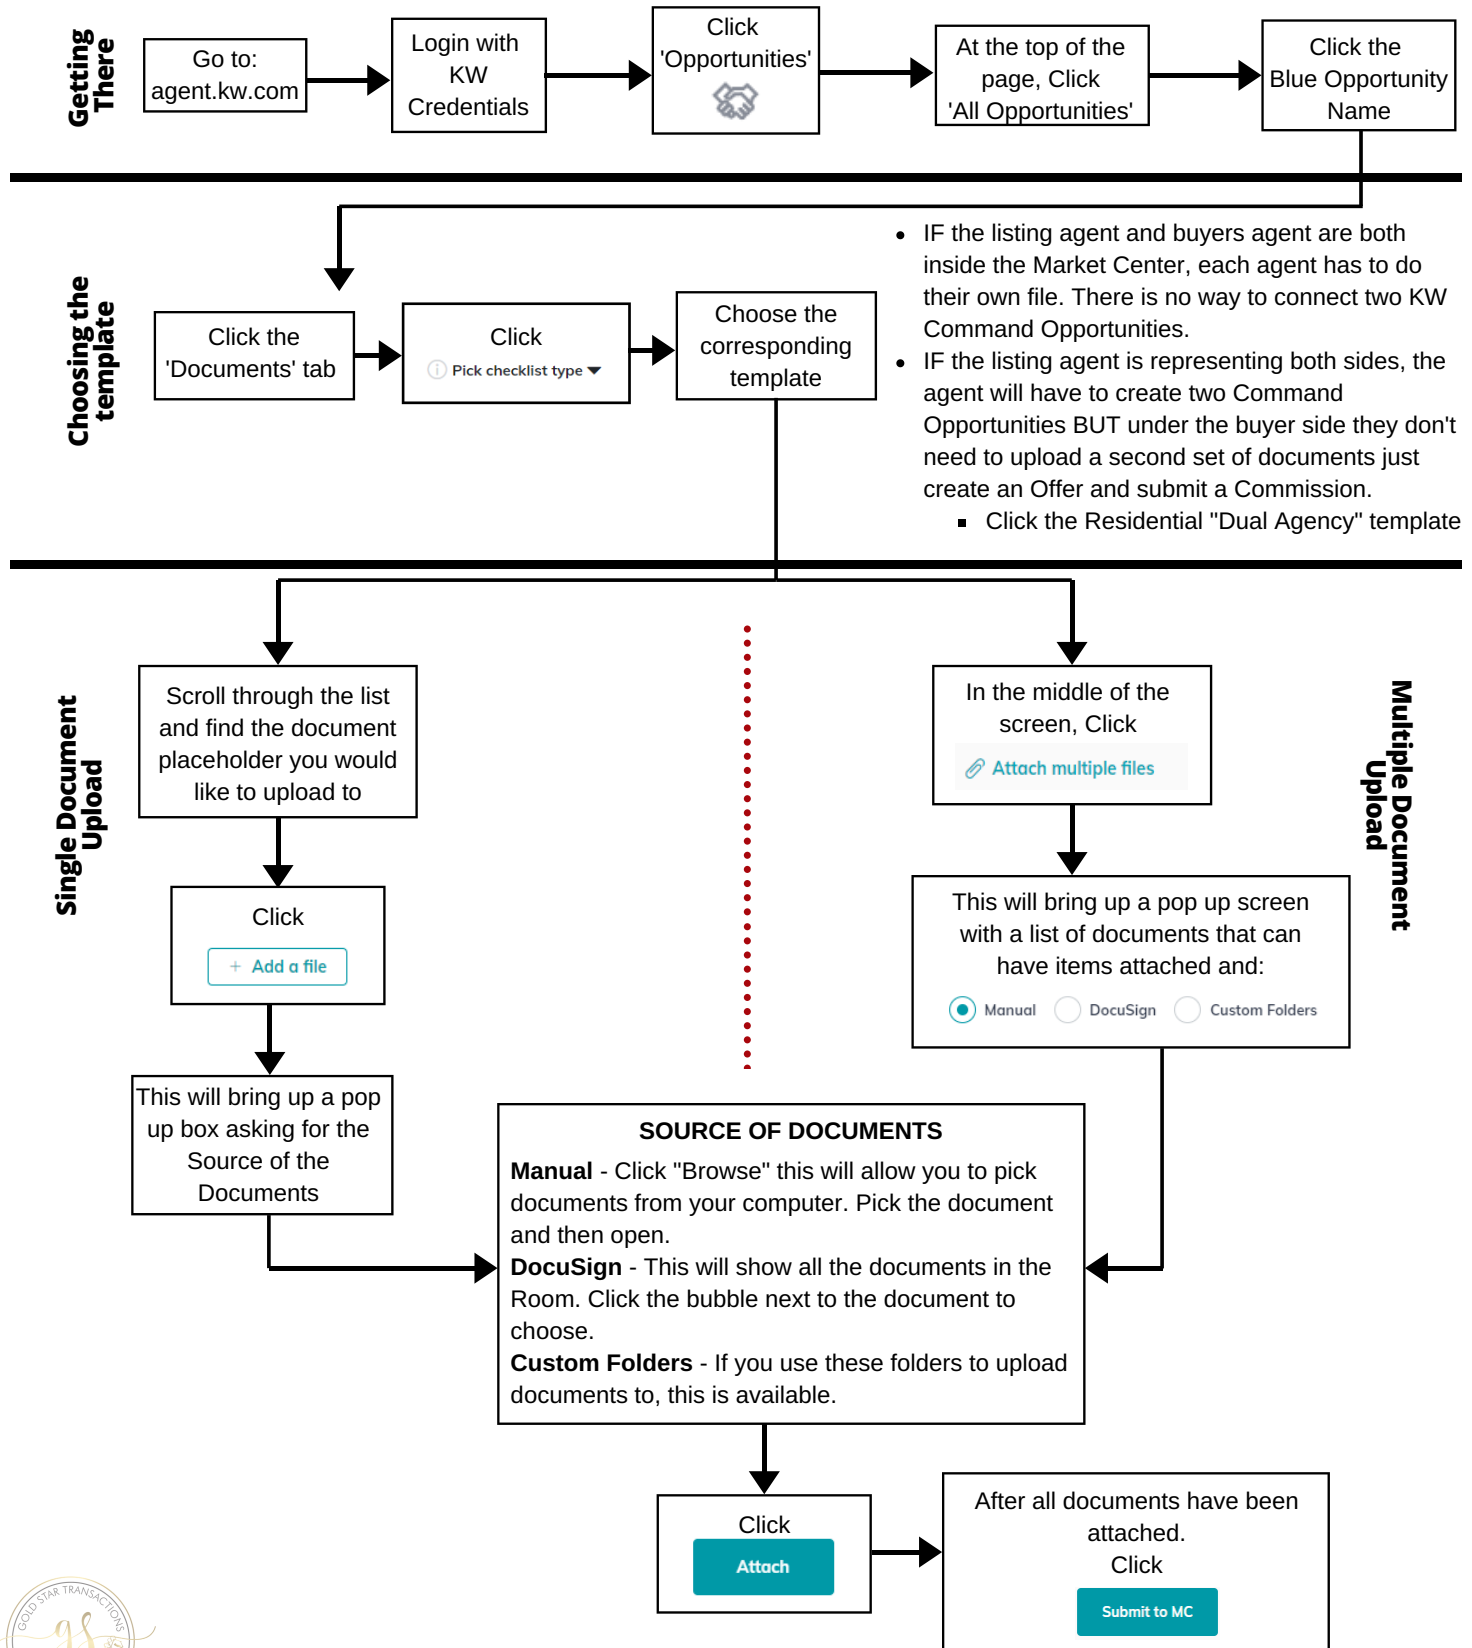 Getting
There
Go to:
agent.kw.com
Login with
KW
Credentials
Click
'Opportunities'
At the top of the
page, Click
'All Opportunities'
Click the
Blue Opportunity
Name
Choosing the
template
Click the
'Documents' tab
Click
Pick checklist type
Choose the
corresponding
template
• IF the listing agent and buyers agent are both
inside the Market Center, each agent has to do
their own file. There is no way to connect two KW
Command Opportunities.
• IF the listing agent is representing both sides, the
agent will have to create two Command
Opportunities BUT under the buyer side they don't
need to upload a second set of documents just
create an Offer and submit a Commission.
▪ Click the Residential "Dual Agency" template
Single Document
Upload
Scroll through the list
and find the document
placeholder you would
like to upload to
Click
+ Add a file
This will bring up a pop
up box asking for the
Source of the
Documents
Multiple Document
Upload
In the middle of the
screen, Click
Attach multiple files
This will bring up a pop up screen
with a list of documents that can
have items attached and:
Manual DocuSign Custom Folders
SOURCE OF DOCUMENTS
Manual - Click "Browse" this will allow you to pick
documents from your computer. Pick the document
and then open.
DocuSign - This will show all the documents in the
Room. Click the bubble next to the document to
choose.
Custom Folders - If you use these folders to upload
documents to, this is available.
Click
Attach
After all documents have been
attached.
Click
Submit to MC
GOLD STAR TRANSACTIONS
gs